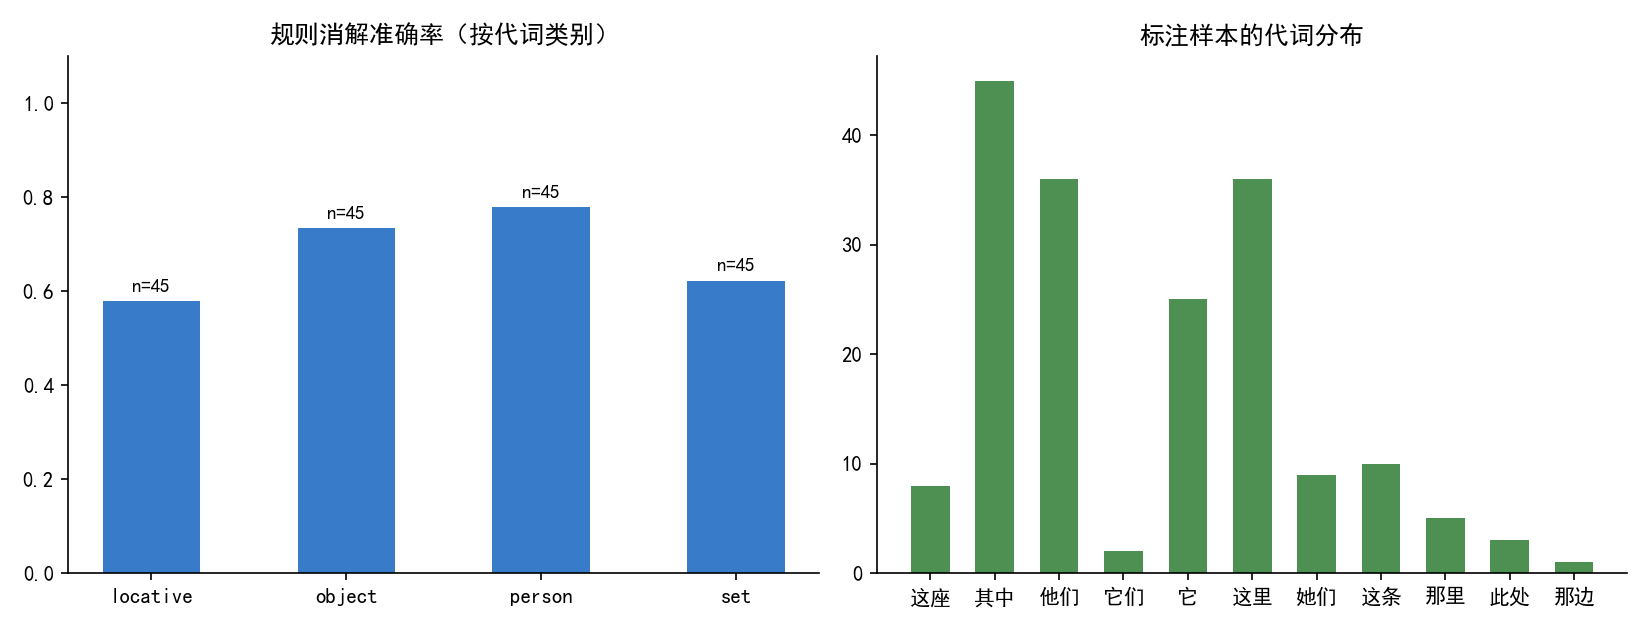 规则消解准确率（按代词类别）
1.0
0.8
0.6
0.4
0.2
0.0
n=45
n=45
n=45
n=45
locative
object
person
set
标注样本的代词分布
40
30
20
10
0
这座
其中
他们
它们
它
这里
她们
这条
那里
此处
那边